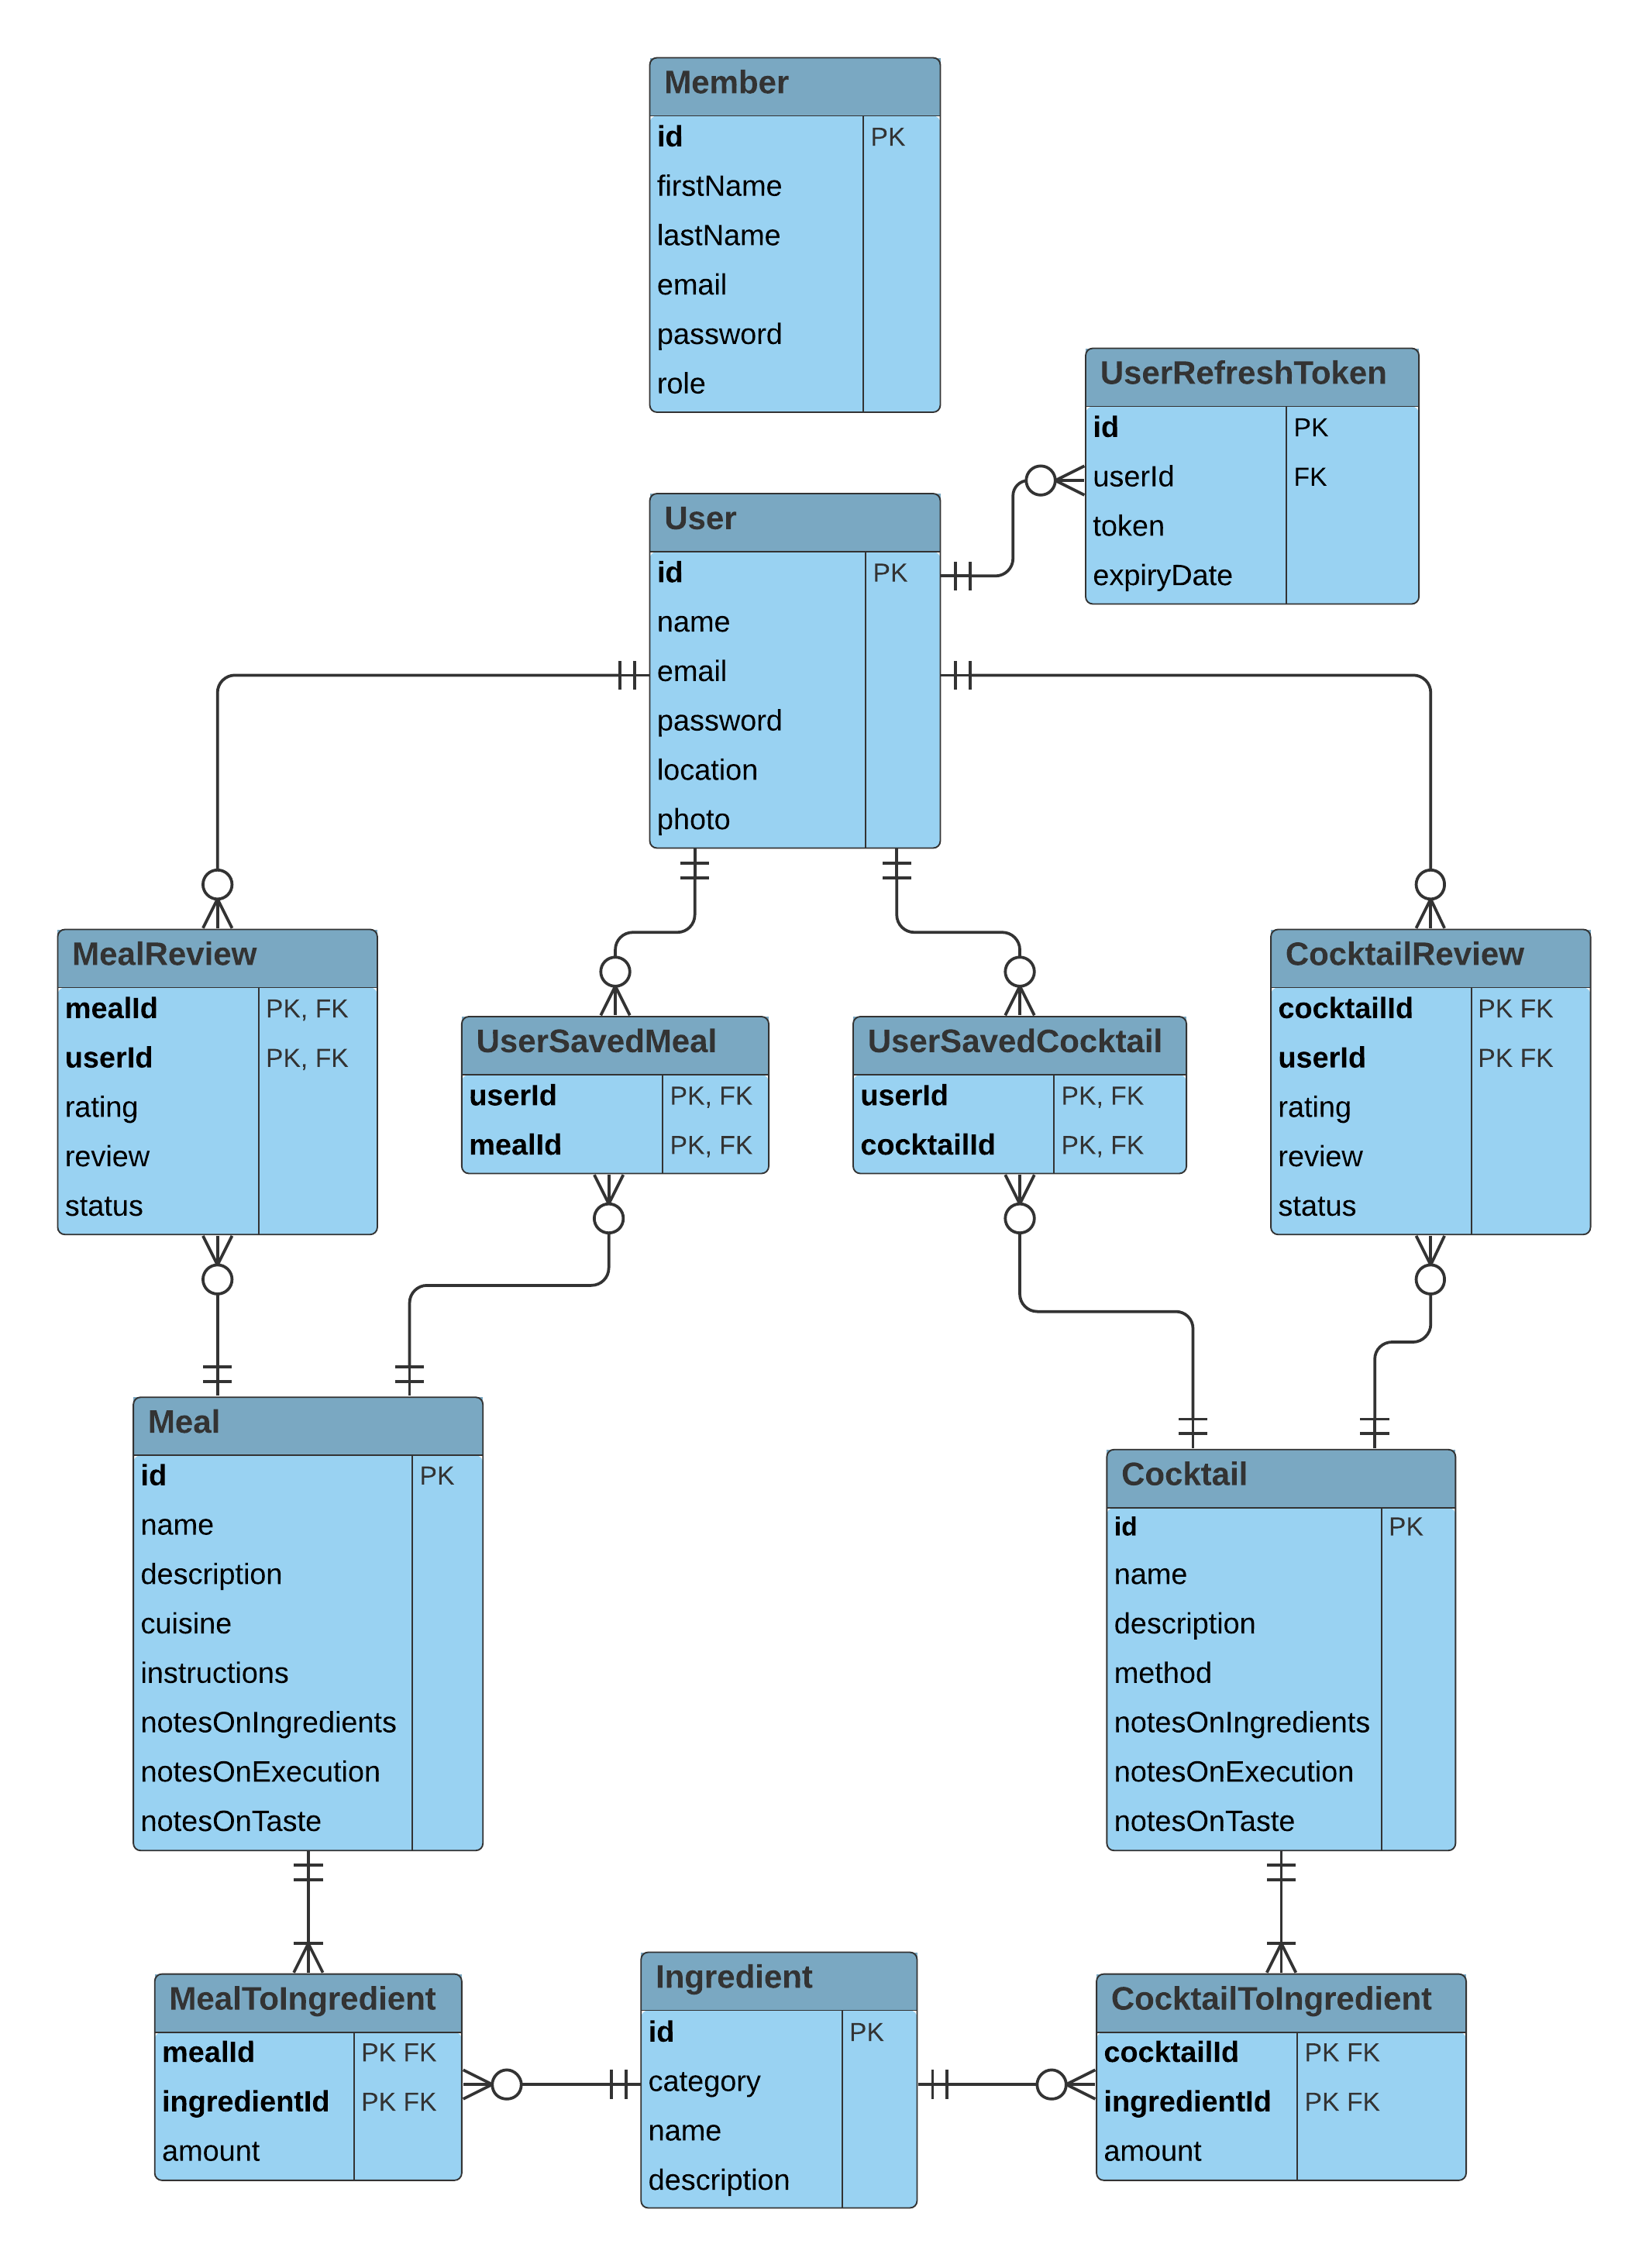 Member
id PK
firstName
lastName
email
password
role
UserRefreshToken
id PK
userId FK
token
expiryDate
User
id PK
name
email
password
location
photo
MealReview
mealId PK, FK
userId PK, FK
rating
review
status
UserSavedMeal
userId PK, FK
mealId PK, FK
UserSavedCocktail
userId PK, FK
cocktailId PK, FK
CocktailReview
cocktailId PK FK
userId PK FK
rating
review
status
Meal
id PK
name
description
cuisine
instructions
notesOnIngredients
notesOnExecution
notesOnTaste
Cocktail
id PK
name
description
method
notesOnIngredients
notesOnExecution
notesOnTaste
MealToIngredient
mealId PK FK
ingredientId PK FK
amount
Ingredient
id PK
category
name
description
CocktailToIngredient
cocktailId PK FK
ingredientId PK FK
amount